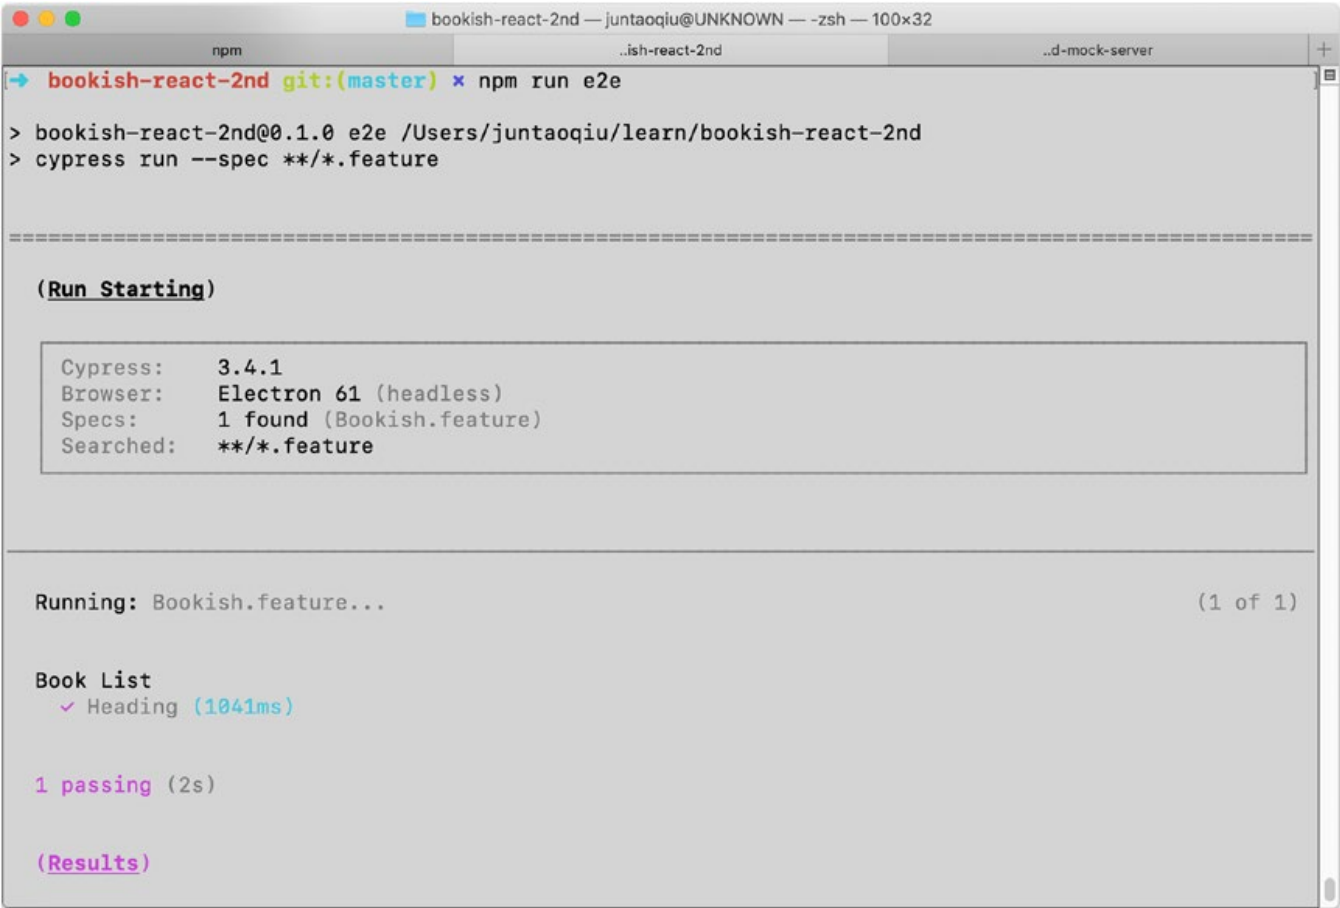 bookish-react-2nd — juntaoqiu@UNKNOWN — -zsh — 100×32
npm ..ish-react-2nd ..d-mock-server +
[➜ bookish-react-2nd git:(master) × npm run e2e ]
> bookish-react-2nd@0.1.0 e2e /Users/juntaoqiu/learn/bookish-react-2nd
> cypress run --spec **/*.feature
====================================================================================================
(Run Starting)
Cypress: 3.4.1
Browser: Electron 61 (headless)
Specs: 1 found (Bookish.feature)
Searched: **/*.feature
Running: Bookish.feature... (1 of 1)
Book List
✓ Heading (1041ms)
1 passing (2s)
(Results)